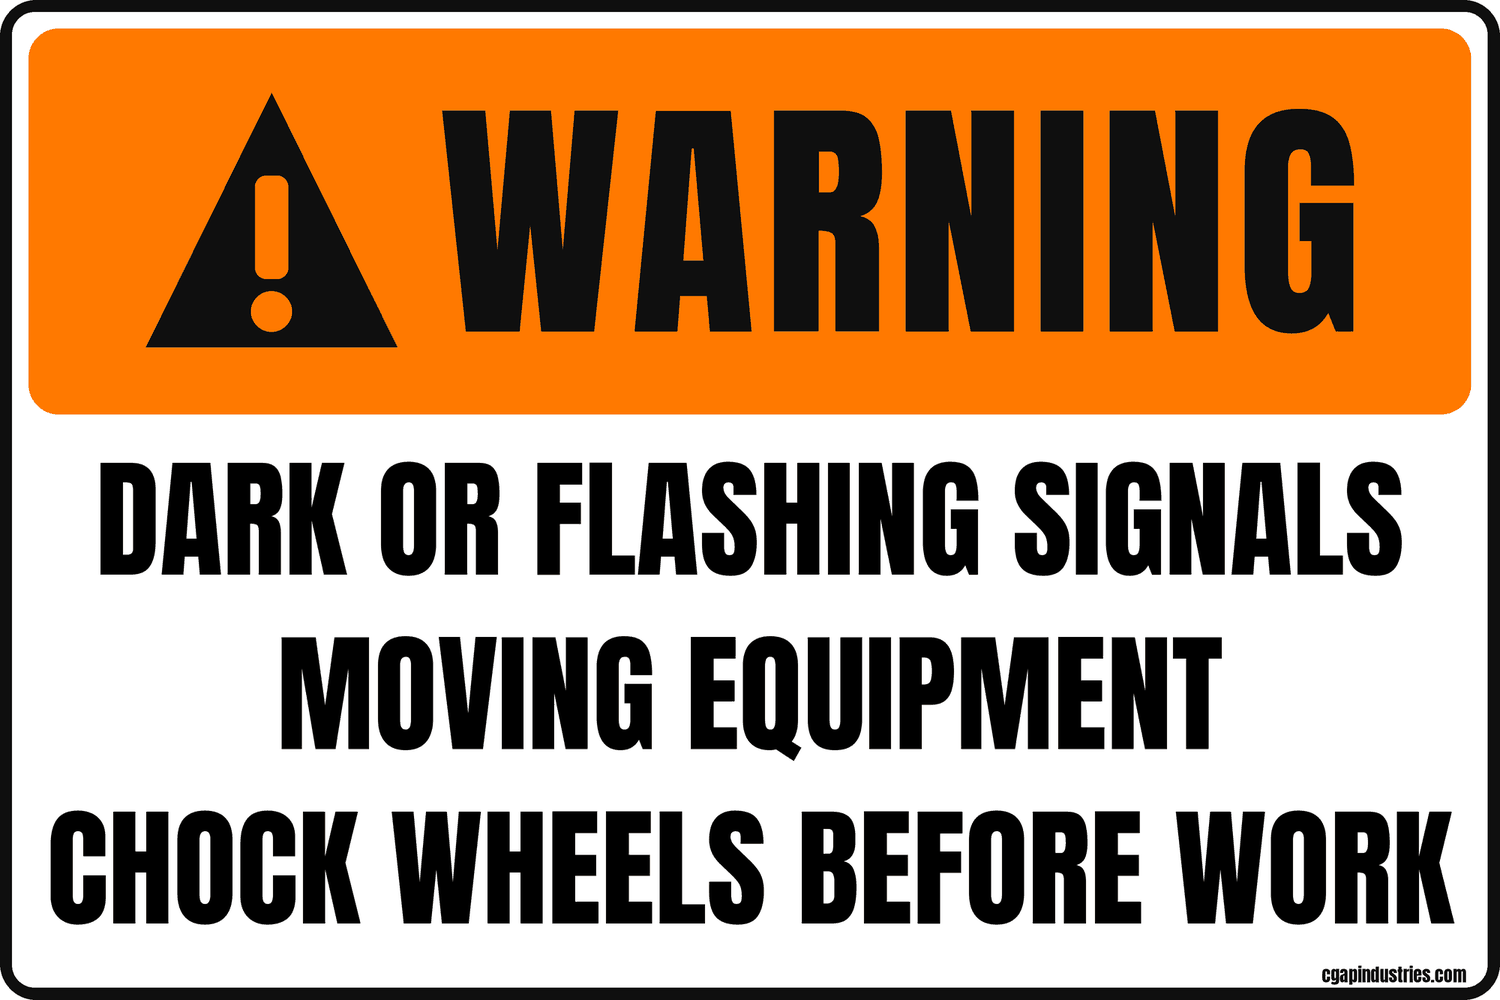 WARNING
DARK OR FLASHING SIGNALS
MOVING EQUIPMENT
CHOCK WHEELS BEFORE WORK
cgapindustries.com